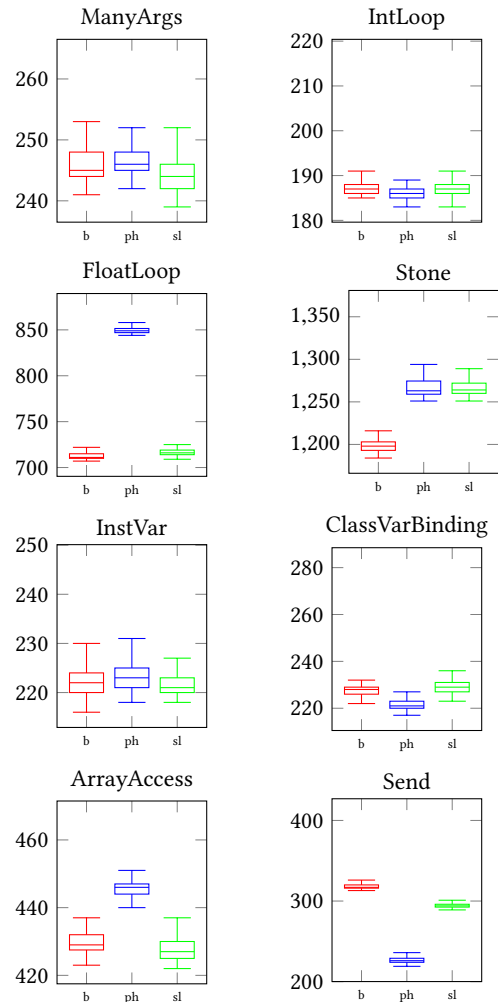 ManyArgs
260
250
240
b ph sl
IntLoop
220
210
200
190
180
b ph sl
FloatLoop
850
800
750
700
b ph sl
Stone
1,350
1,300
1,250
1,200
b ph sl
InstVar
250
240
230
220
b ph sl
ClassVarBinding
280
260
240
220
b ph sl
ArrayAccess
460
440
420
b ph sl
Send
400
300
200
b ph sl